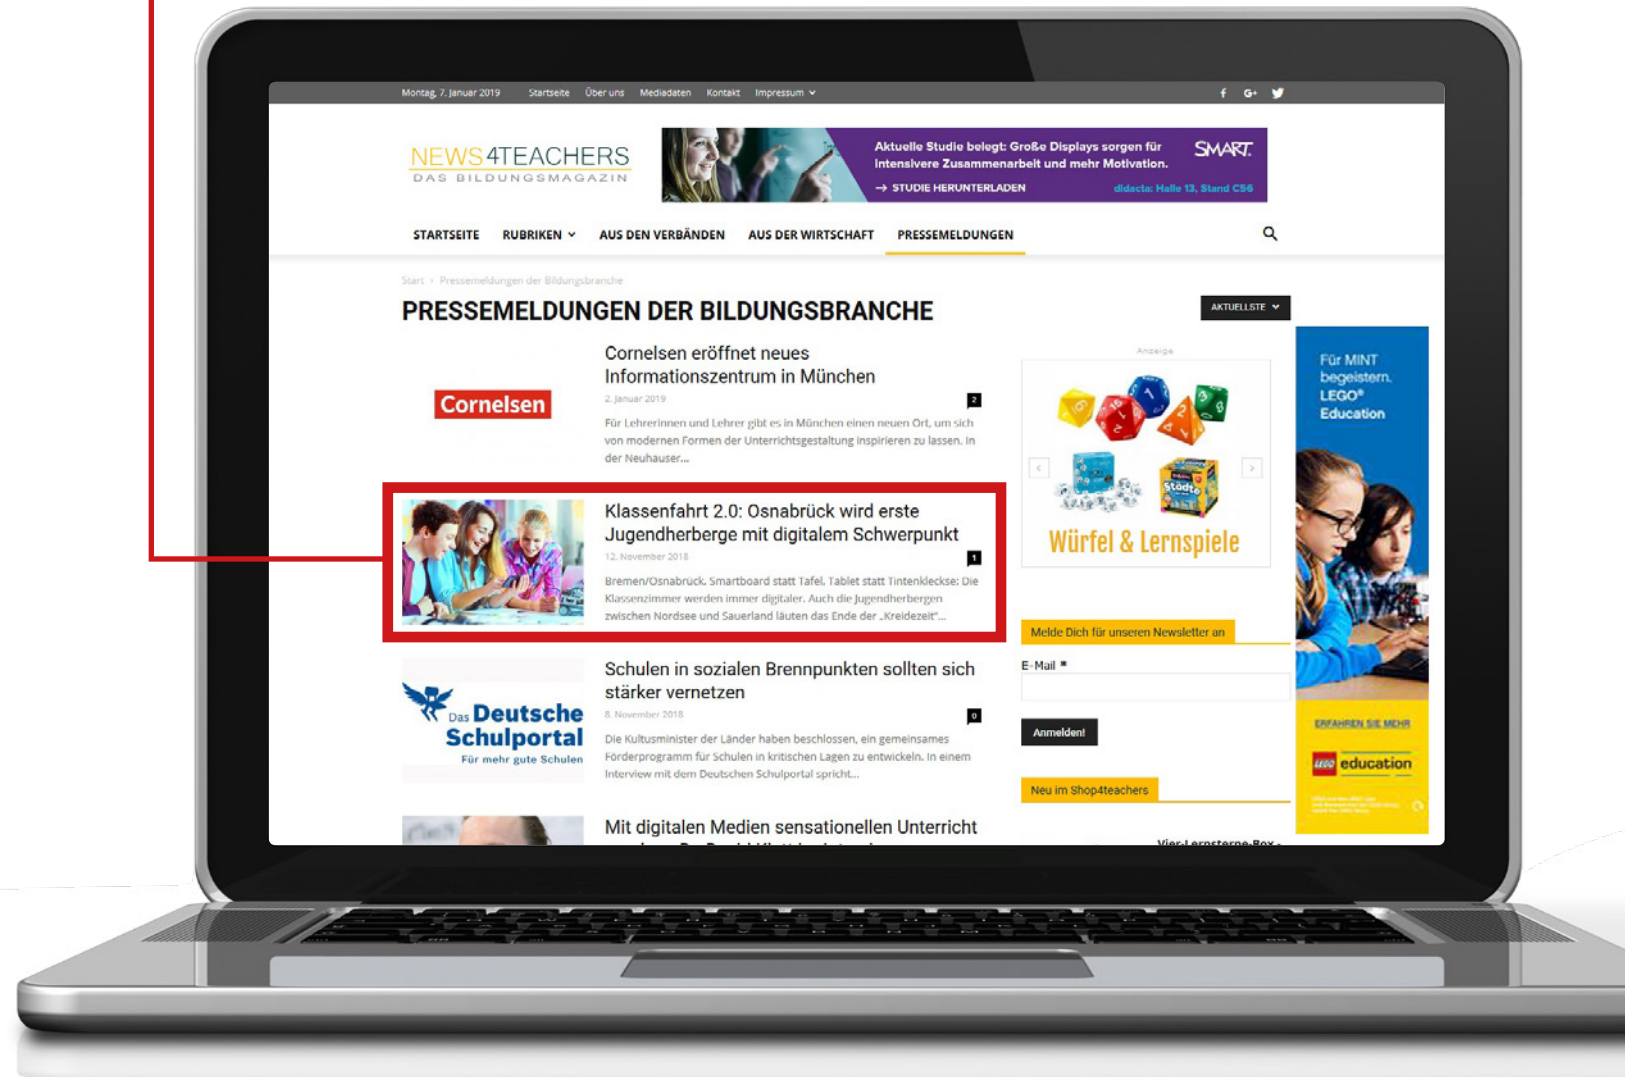 Montag, 7. Januar 2019 Startseite Über uns Mediadaten Kontakt Impressum
NEWS4TEACHERS
DAS BILDUNGSMAGAZIN
Aktuelle Studie belegt: Große Displays sorgen für
intensivere Zusammenarbeit und mehr Motivation.
→ STUDIE HERUNTERLADEN
SMART.
didacta: Halle 13, Stand C56
STARTSEITE RUBRIKEN AUS DEN VERBÄNDEN AUS DER WIRTSCHAFT PRESSEMELDUNGEN
Start › Pressemeldungen der Bildungsbranche
PRESSEMELDUNGEN DER BILDUNGSBRANCHE
AKTUELLSTE
Cornelsen
Cornelsen eröffnet neues
Informationszentrum in München
2. Januar 2019
2
Für Lehrerinnen und Lehrer gibt es in München einen neuen Ort, um sich
von modernen Formen der Unterrichtsgestaltung inspirieren zu lassen. In
der Neuhauser...
Klassenfahrt 2.0: Osnabrück wird erste
Jugendherberge mit digitalem Schwerpunkt
12. November 2018
1
Bremen/Osnabrück. Smartboard statt Tafel, Tablet statt Tintenkleckse: Die
Klassenzimmer werden immer digitaler. Auch die Jugendherbergen
zwischen Nordsee und Sauerland läuten das Ende der „Kreidezeit“...
Das Deutsche
Schulportal
Für mehr gute Schulen
Schulen in sozialen Brennpunkten sollten sich
stärker vernetzen
8. November 2018
0
Die Kultusminister der Länder haben beschlossen, ein gemeinsames
Förderprogramm für Schulen in kritischen Lagen zu entwickeln. In einem
Interview mit dem Deutschen Schulportal spricht...
Mit digitalen Medien sensationellen Unterricht
Anzeige
Städte
Würfel & Lernspiele
Melde Dich für unseren Newsletter an
E-Mail *
Anmelden!
Neu im Shop4teachers
Vier-Lernsterne-Box -
Für MINT
begeistern.
LEGO®
Education
ERFAHREN SIE MEHR
LEGO education